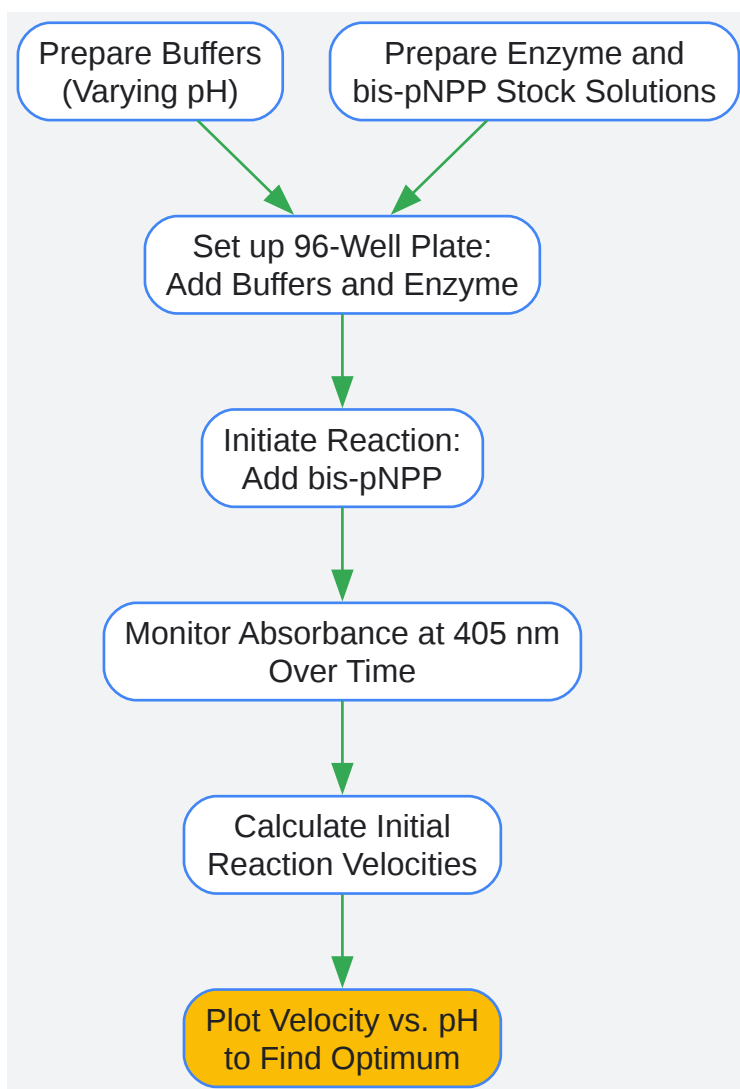 Prepare Buffers
(Varying pH)
Prepare Enzyme and
bis-pNPP Stock Solutions
Set up 96-Well Plate:
Add Buffers and Enzyme
Initiate Reaction:
Add bis-pNPP
Monitor Absorbance at 405 nm
Over Time
Calculate Initial
Reaction Velocities
Plot Velocity vs. pH
to Find Optimum